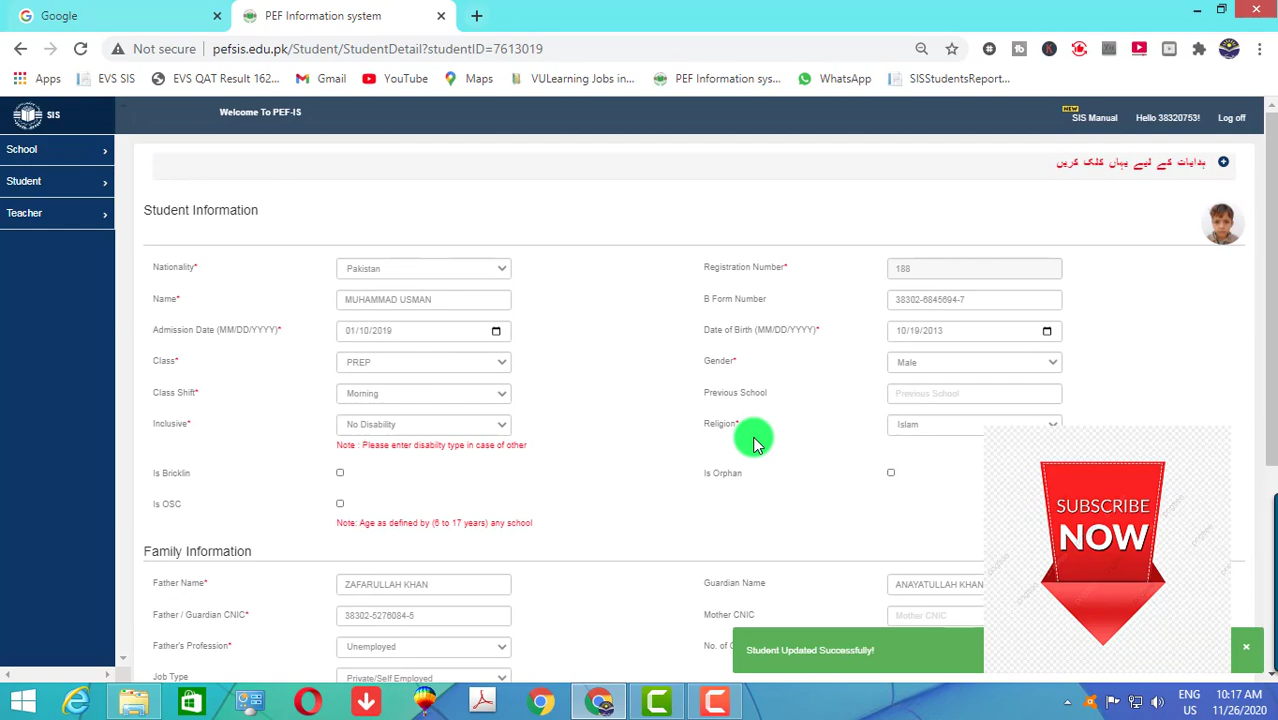 Google
PEF Information system
Not secure pefsis.edu.pk/Student/StudentDetail?studentID=7613019
Apps EVS SIS EVS QAT Result 162... Gmail YouTube Maps VULearning Jobs in... PEF Information sys... WhatsApp SISStudentsReport...
SIS Welcome To PEF-IS NEW SIS Manual Hello 38320753! Log off
School
Student
Teacher
ہدایات کے لیے یہاں کلک کریں
Student Information
Nationality* Pakistan Registration Number* 188
Name* MUHAMMAD USMAN B Form Number 38302-6845694-7
Admission Date (MM/DD/YYYY)* 01/10/2019 Date of Birth (MM/DD/YYYY)* 10/19/2013
Class* PREP Gender* Male
Class Shift* Morning Previous School Previous School
Inclusive* No Disability Religion* Islam
Note : Please enter disabilty type in case of other
Is Bricklin Is Orphan
Is OSC
Note: Age as defined by (6 to 17 years) any school
SUBSCRIBE
NOW
Family Information
Father Name* ZAFARULLAH KHAN Guardian Name ANAYATULLAH KHAN
Father / Guardian CNIC* 38302-5276084-5 Mother CNIC Mother CNIC
Father's Profession* Unemployed No. of
Student Updated Successfully!
Job Type Private/Self Employed
ENG 10:17 AM
US 11/26/2020